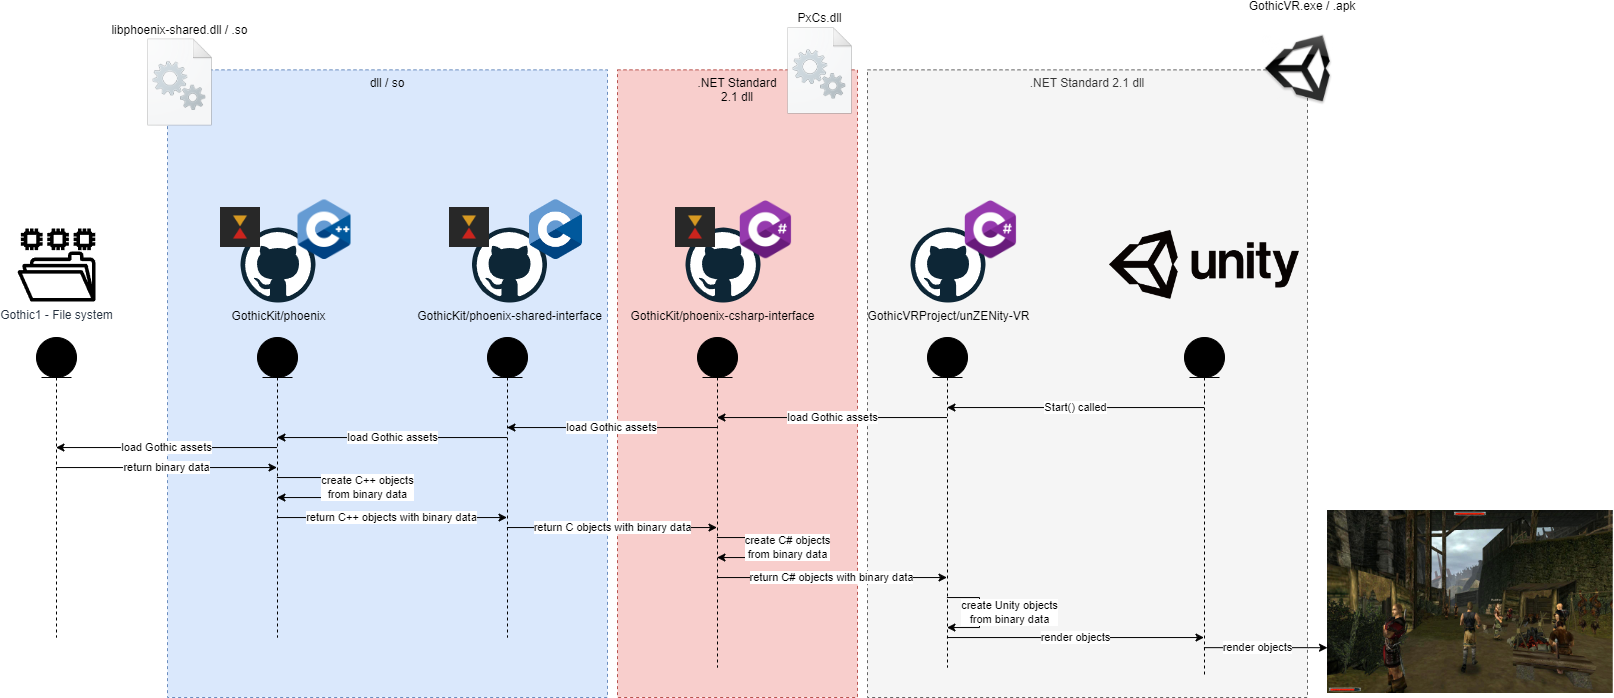 GothicVR.exe / .apk
PxCs.dll
libphoenix-shared.dll / .so
dll / so
.NET Standard
2.1 dll
.NET Standard 2.1 dll
C++
C
C#
C#
unity
Gothic1 - File system
GothicKit/phoenix
GothicKit/phoenix-shared-interface
GothicKit/phoenix-csharp-interface
GothicVRProject/unZENity-VR
Start() called
load Gothic assets
load Gothic assets
load Gothic assets
load Gothic assets
return binary data
create C++ objects
from binary data
return C++ objects with binary data
return C objects with binary data
create C# objects
from binary data
return C# objects with binary data
create Unity objects
from binary data
render objects
render objects